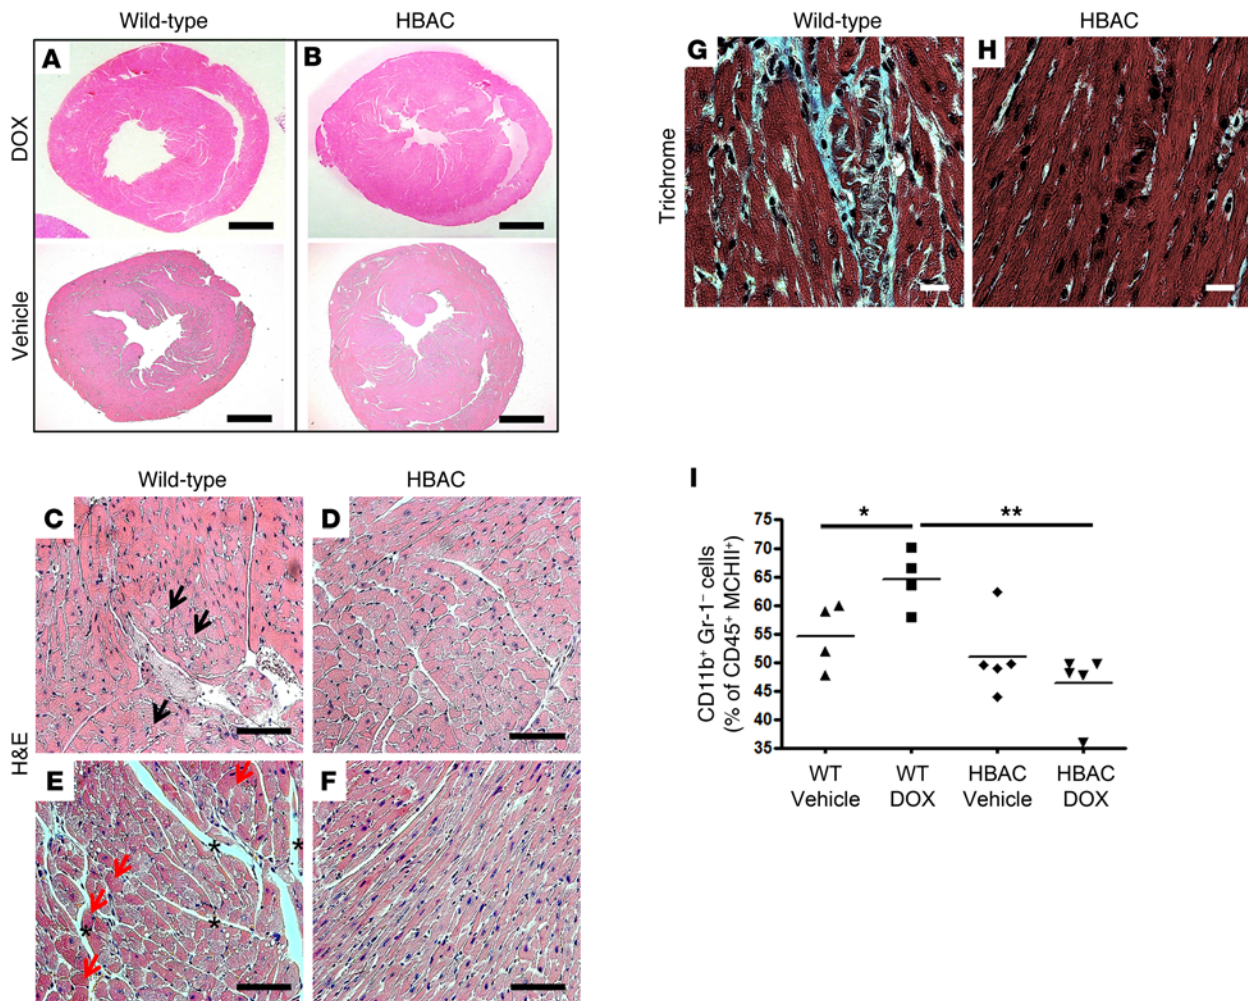 Wild-type HBAC
A B
DOX
Vehicle
Wild-type HBAC
G H
Trichrome
Wild-type HBAC
C D
E F
H&E
* * * *
I
* **
CD11b⁺ Gr-1⁻ cells
(% of CD45⁺ MCHII⁺)
75
70
65
60
55
50
45
40
35
WT WT HBAC HBAC
Vehicle DOX Vehicle DOX